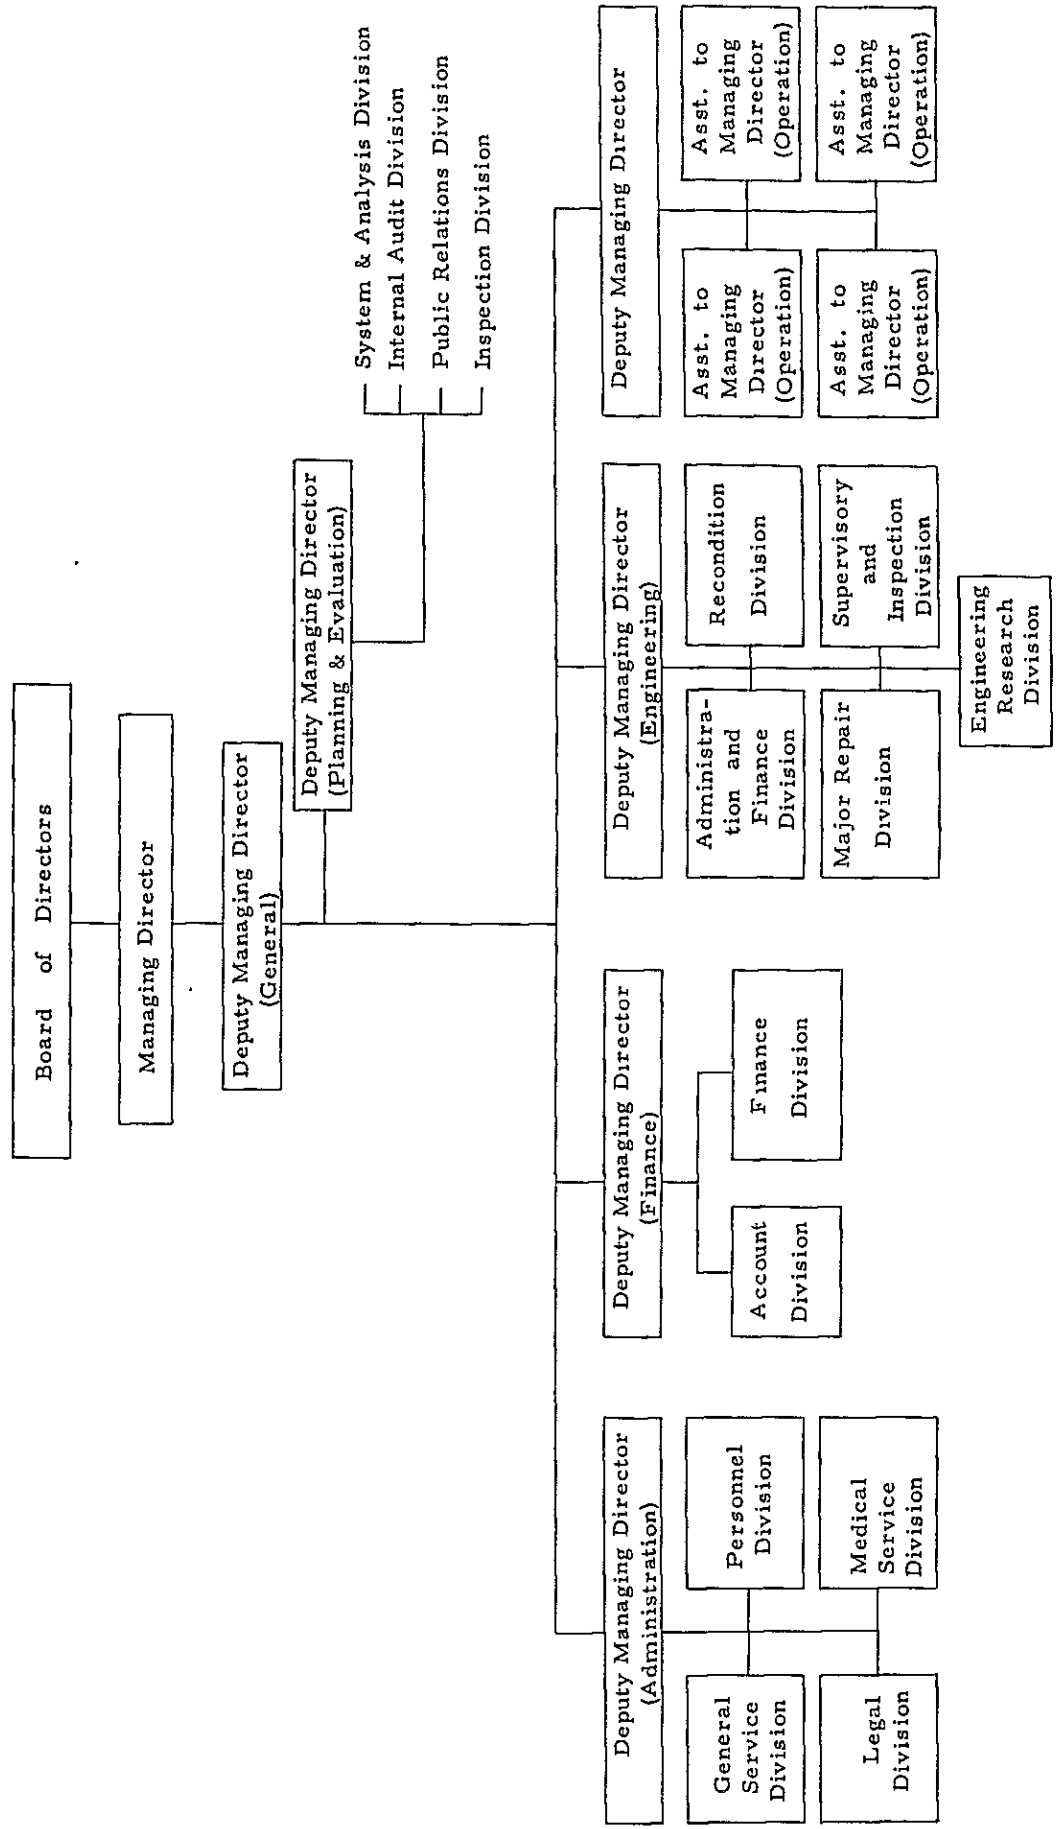 Board of Directors
Managing Director
Deputy Managing Director
(General)
Deputy Managing Director
(Planning & Evaluation)
System & Analysis Division
Internal Audit Division
Public Relations Division
Inspection Division
Deputy Managing Director
(Administration)
General
Service
Division
Personnel
Division
Legal
Division
Medical
Service
Division
Deputy Managing Director
(Finance)
Account
Division
Finance
Division
Deputy Managing Director
(Engineering)
Administra-
tion and
Finance
Division
Recondition
Division
Major Repair
Division
Supervisory
and
Inspection
Division
Engineering
Research
Division
Deputy Managing Director
Asst. to
Managing
Director
(Operation)
Asst. to
Managing
Director
(Operation)
Asst. to
Managing
Director
(Operation)
Asst. to
Managing
Director
(Operation)